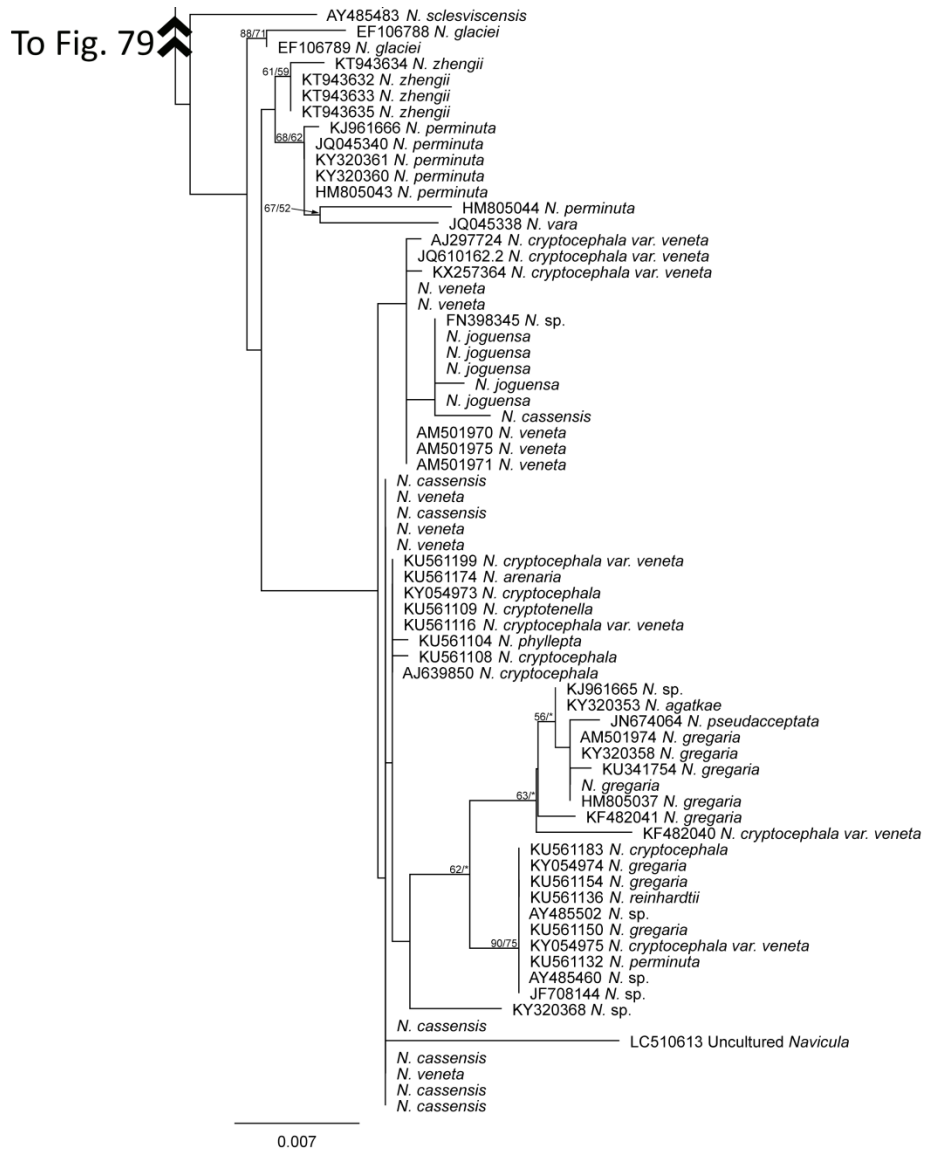 To Fig. 79
AY485483 N. sclesviscensis
88/71
EF106788 N. glaciei
EF106789 N. glaciei
61/59
KT943634 N. zhengii
KT943632 N. zhengii
KT943633 N. zhengii
KT943635 N. zhengii
68/62
KJ961666 N. perminuta
JQ045340 N. perminuta
KY320361 N. perminuta
KY320360 N. perminuta
HM805043 N. perminuta
67/52
HM805044 N. perminuta
JQ045338 N. vara
AJ297724 N. cryptocephala var. veneta
JQ610162.2 N. cryptocephala var. veneta
KX257364 N. cryptocephala var. veneta
N. veneta
N. veneta
FN398345 N. sp.
N. joguensa
N. joguensa
N. joguensa
N. joguensa
N. joguensa
N. cassensis
AM501970 N. veneta
AM501975 N. veneta
AM501971 N. veneta
N. cassensis
N. veneta
N. cassensis
N. veneta
N. veneta
KU561199 N. cryptocephala var. veneta
KU561174 N. arenaria
KY054973 N. cryptocephala
KU561109 N. cryptotenella
KU561116 N. cryptocephala var. veneta
KU561104 N. phyllepta
KU561108 N. cryptocephala
AJ639850 N. cryptocephala
KJ961665 N. sp.
KY320353 N. agatkae
56/*
JN674064 N. pseudacceptata
AM501974 N. gregaria
KY320358 N. gregaria
KU341754 N. gregaria
N. gregaria
63/*
HM805037 N. gregaria
KF482041 N. gregaria
KF482040 N. cryptocephala var. veneta
KU561183 N. cryptocephala
62/*
KY054974 N. gregaria
KU561154 N. gregaria
KU561136 N. reinhardtii
AY485502 N. sp.
KU561150 N. gregaria
90/75
KY054975 N. cryptocephala var. veneta
KU561132 N. perminuta
AY485460 N. sp.
JF708144 N. sp.
KY320368 N. sp.
N. cassensis
LC510613 Uncultured Navicula
N. cassensis
N. veneta
N. cassensis
N. cassensis
0.007